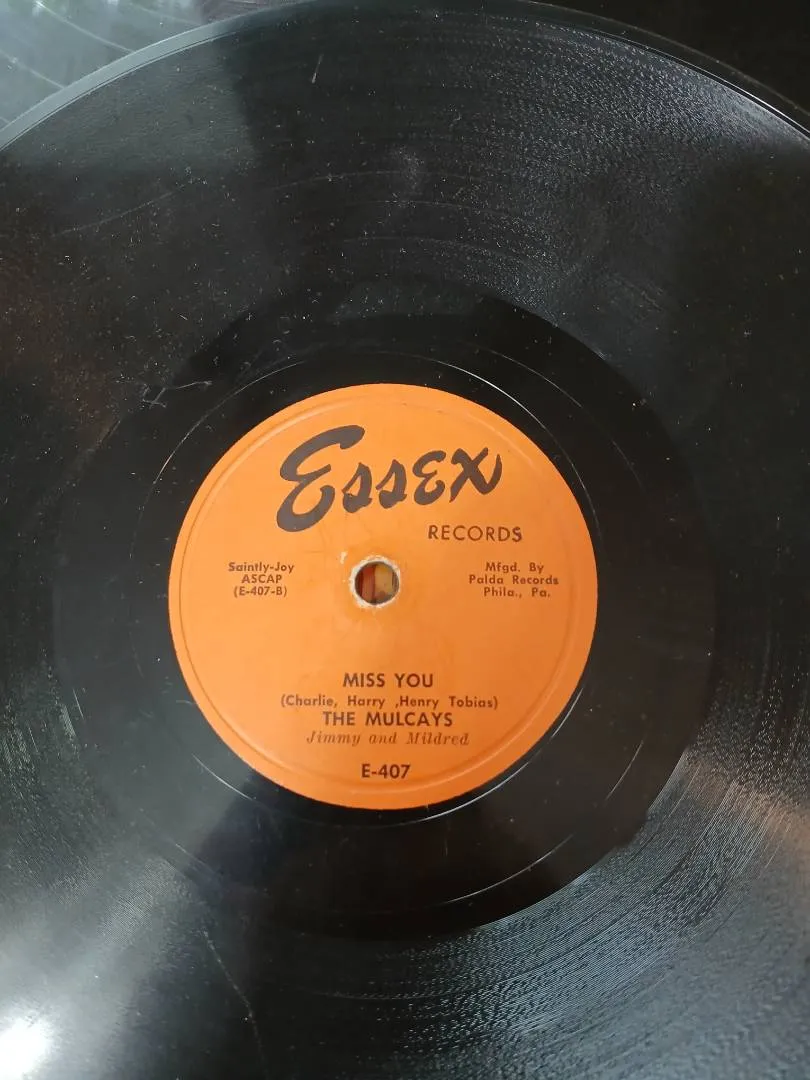 Essex
RECORDS
Saintly-Joy
ASCAP
(E-407-B)
Mfgd. By
Palda Records
Phila., Pa.
MISS YOU
(Charlie, Harry ,Henry Tobias)
THE MULCAYS
Jimmy and Mildred
E-407